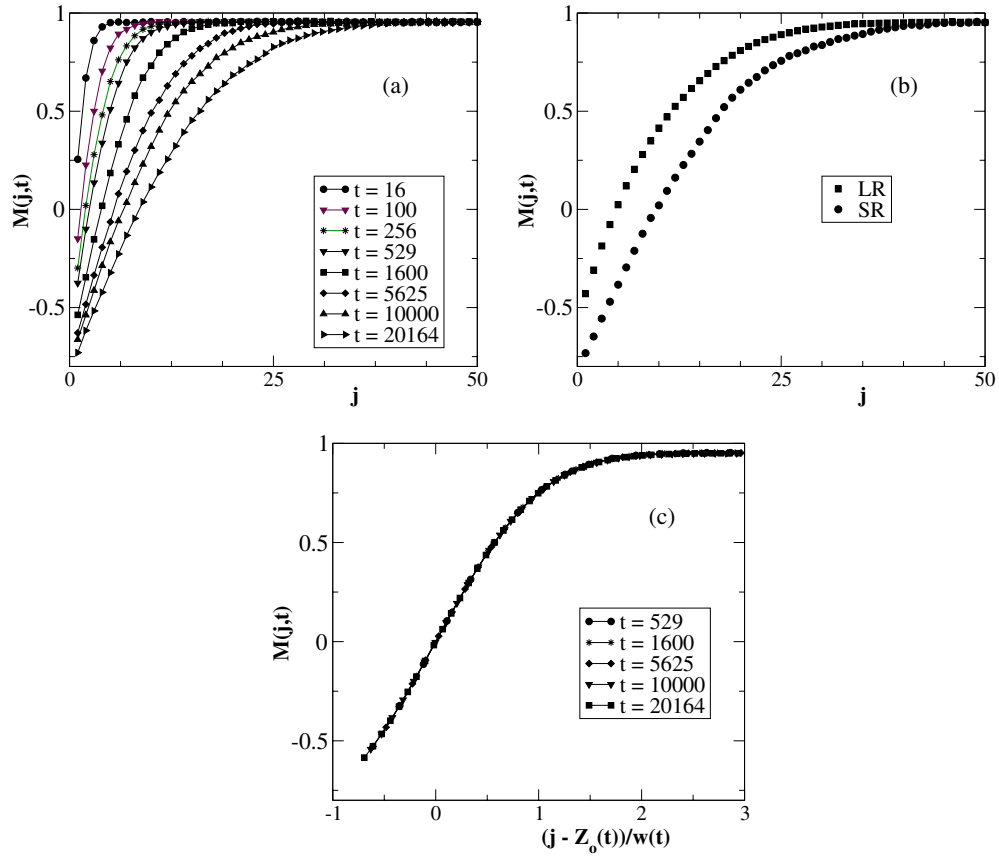 1
0.5
0
-0.5
M(j,t)
(a)
t = 16
t = 100
t = 256
t = 529
t = 1600
t = 5625
t = 10000
t = 20164
0
25
50
j
1
0.5
0
-0.5
M(j,t)
(b)
LR
SR
0
25
50
j
1
0.5
0
-0.5
M(j,t)
(c)
t = 529
t = 1600
t = 5625
t = 10000
t = 20164
-1
0
1
2
3
(j - Z_o(t))/w(t)